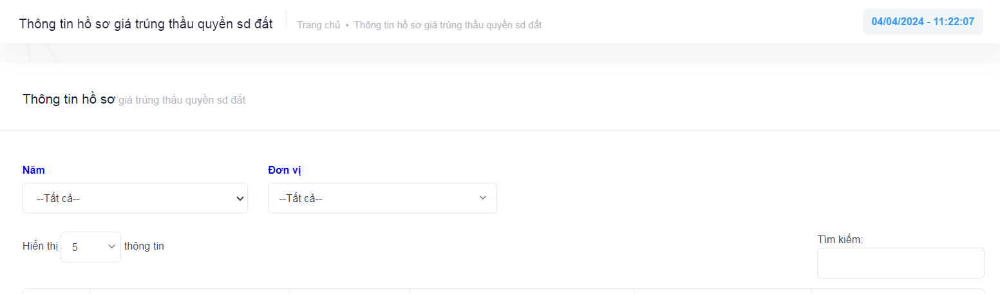 Thông tin hồ sơ giá trúng thầu quyền sd đất
Trang chủ • Thông tin hồ sơ giá trúng thầu quyền sd đất
04/04/2024 - 11:22:07
Thông tin hồ sơ giá trúng thầu quyền sd đất
Năm
Đơn vị
--Tất cả--
--Tất cả--
Hiển thị 5 thông tin
Tìm kiếm: